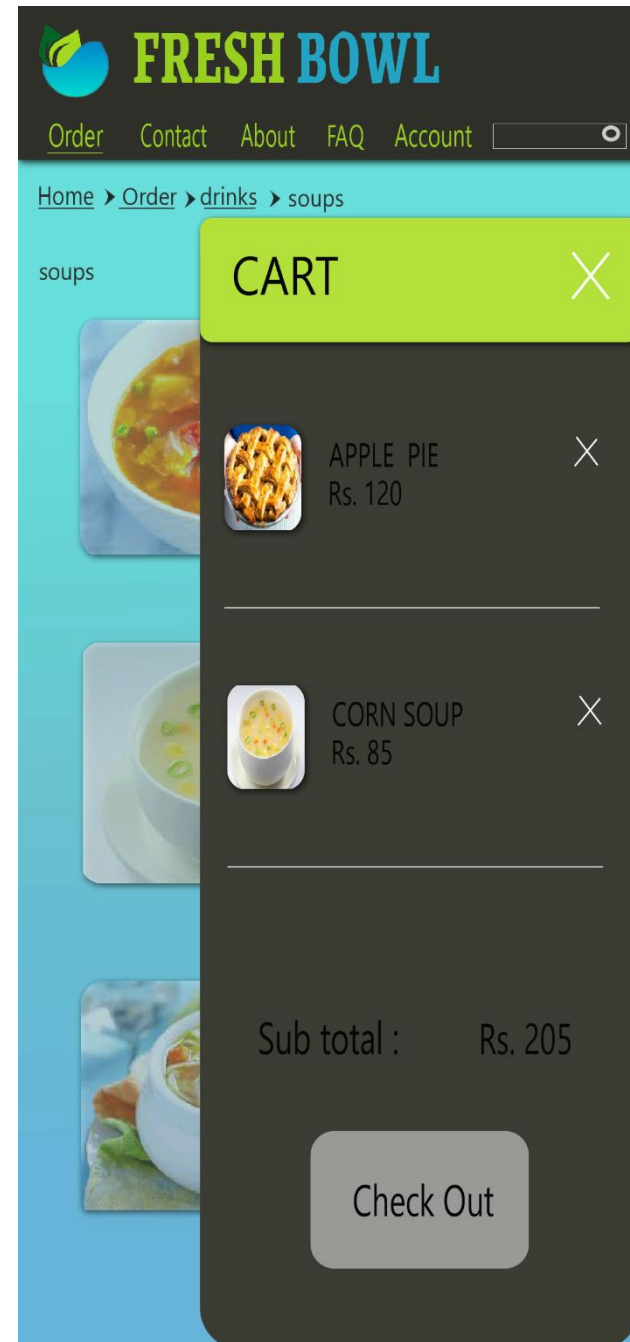 FRESH BOWL
Order Contact About FAQ Account
Home > Order > drinks > soups
soups
CART X
APPLE PIE X
Rs. 120
CORN SOUP X
Rs. 85
Sub total : Rs. 205
Check Out